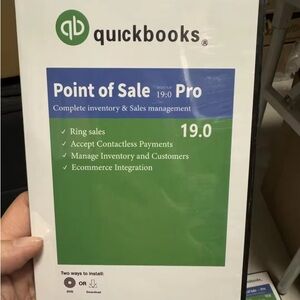 qb quickbooks®
Point of Sale 19:0 Pro
Complete inventory & Sales management
19.0
✓ Ring sales
✓ Accept Contactless Payments
✓ Manage Inventory and Customers
✓ Ecommerce Integration
Two ways to install:
OR
DVD Download